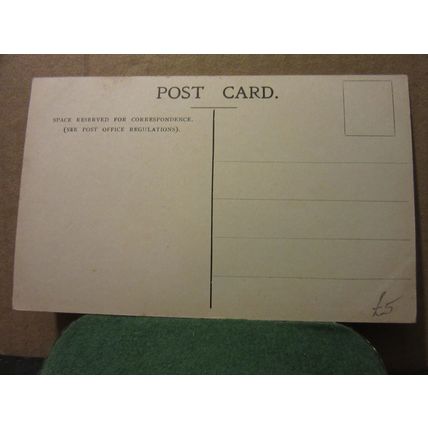 POST CARD.
SPACE RESERVED FOR CORRESPONDENCE.
(SEE POST OFFICE REGULATIONS).
£5